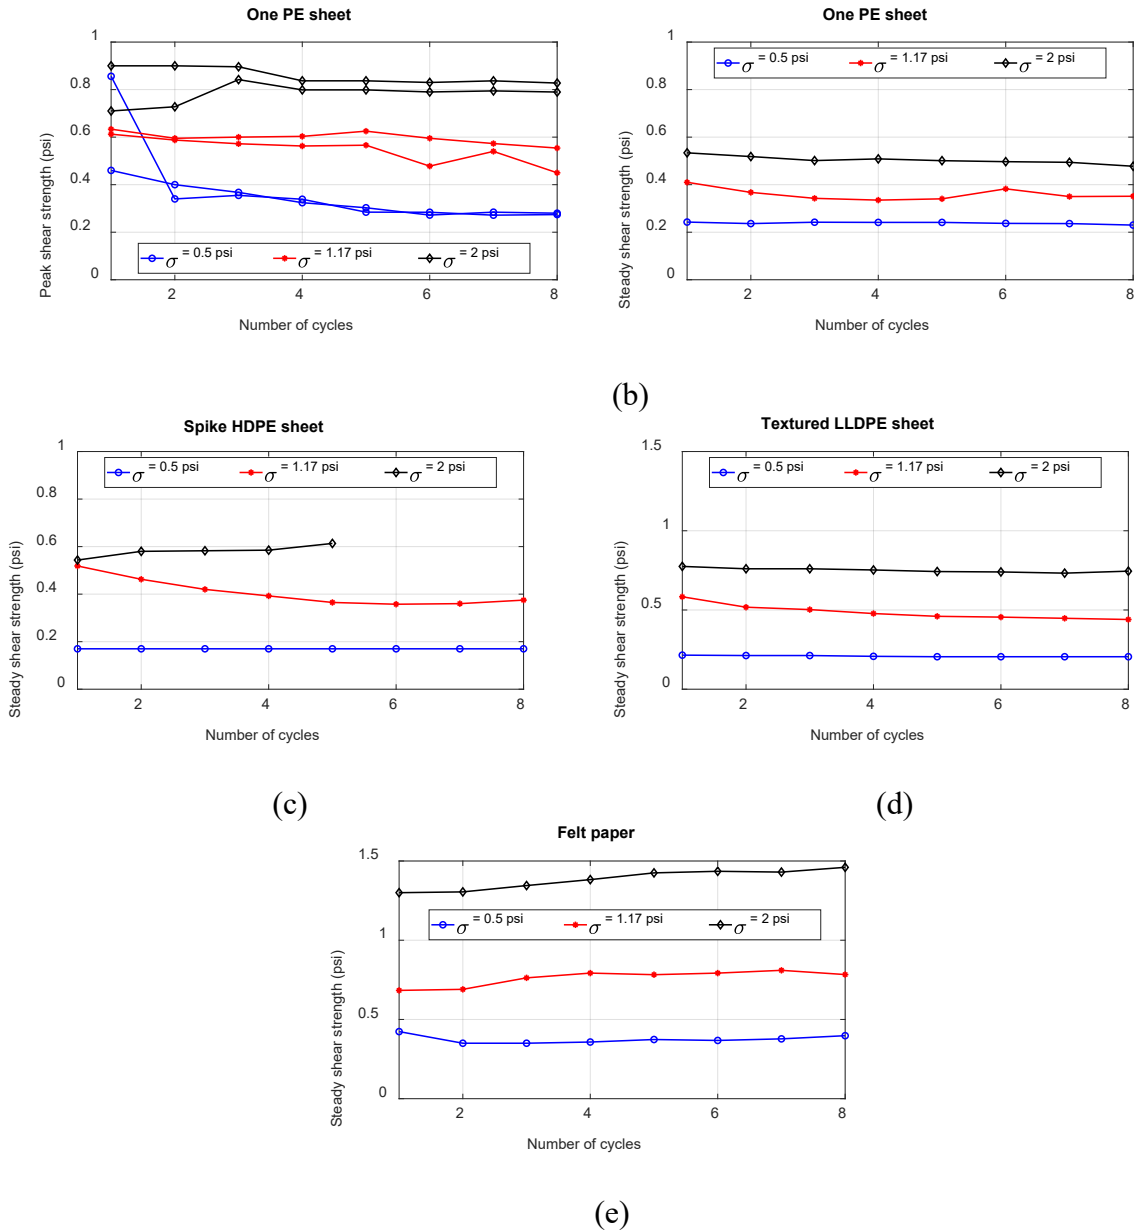 One PE sheet
1
0.8
0.6
0.4
0.2
0
Peak shear strength (psi)
σ = 0.5 psi σ = 1.17 psi σ = 2 psi
2 4 6 8
Number of cycles
One PE sheet
1
0.8
0.6
0.4
0.2
0
Steady shear strength (psi)
σ = 0.5 psi σ = 1.17 psi σ = 2 psi
2 4 6 8
Number of cycles
(b)
Spike HDPE sheet
1
0.8
0.6
0.4
0.2
0
Steady shear strength (psi)
σ = 0.5 psi σ = 1.17 psi σ = 2 psi
2 4 6 8
Number of cycles
(c)
Textured LLDPE sheet
1.5
1
0.5
0
Steady shear strength (psi)
σ = 0.5 psi σ = 1.17 psi σ = 2 psi
2 4 6 8
Number of cycles
(d)
Felt paper
1.5
1
0.5
0
Steady shear strength (psi)
σ = 0.5 psi σ = 1.17 psi σ = 2 psi
2 4 6 8
Number of cycles
(e)